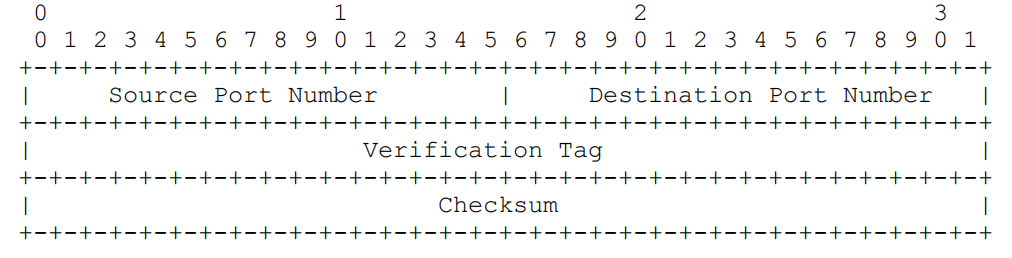 0                   1                   2                   3
 0 1 2 3 4 5 6 7 8 9 0 1 2 3 4 5 6 7 8 9 0 1 2 3 4 5 6 7 8 9 0 1
+-+-+-+-+-+-+-+-+-+-+-+-+-+-+-+-+-+-+-+-+-+-+-+-+-+-+-+-+-+-+-+-+
|     Source Port Number        |     Destination Port Number   |
+-+-+-+-+-+-+-+-+-+-+-+-+-+-+-+-+-+-+-+-+-+-+-+-+-+-+-+-+-+-+-+-+
|                      Verification Tag                         |
+-+-+-+-+-+-+-+-+-+-+-+-+-+-+-+-+-+-+-+-+-+-+-+-+-+-+-+-+-+-+-+-+
|                           Checksum                            |
+-+-+-+-+-+-+-+-+-+-+-+-+-+-+-+-+-+-+-+-+-+-+-+-+-+-+-+-+-+-+-+-+